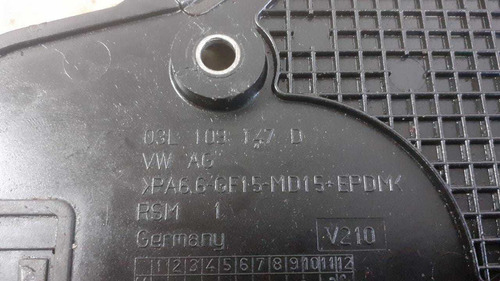 03L 109 147 D
VW AG
>PA6.6*GF15-MD15+EPDM<
RSM 1
Germany V210
1 2 3 4 5 6 7 8 9 10 11 12